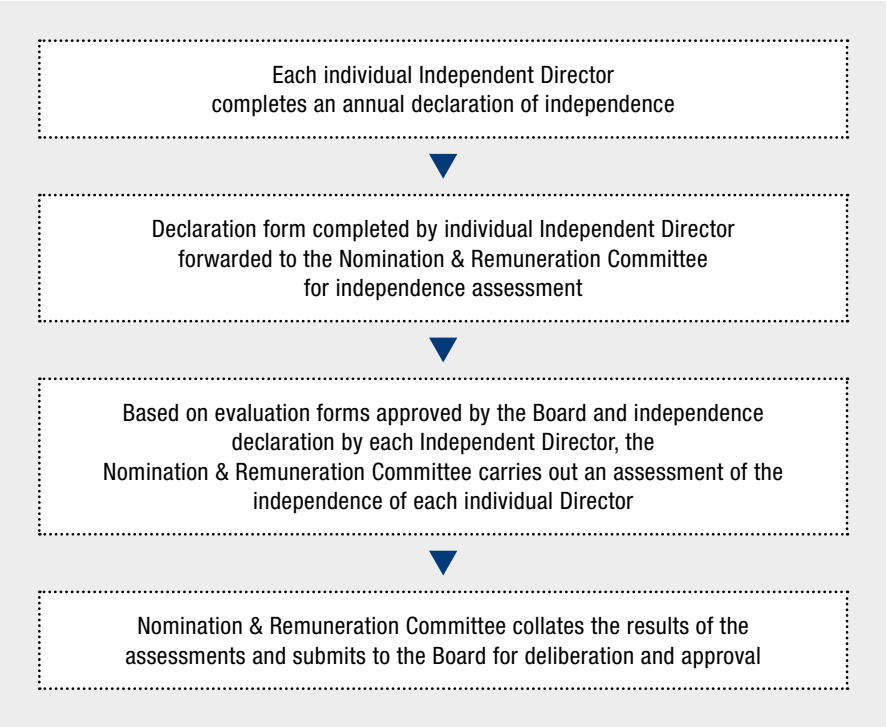 Each individual Independent Director
completes an annual declaration of independence
Declaration form completed by individual Independent Director
forwarded to the Nomination & Remuneration Committee
for independence assessment
Based on evaluation forms approved by the Board and independence
declaration by each Independent Director, the
Nomination & Remuneration Committee carries out an assessment of the
independence of each individual Director
Nomination & Remuneration Committee collates the results of the
assessments and submits to the Board for deliberation and approval